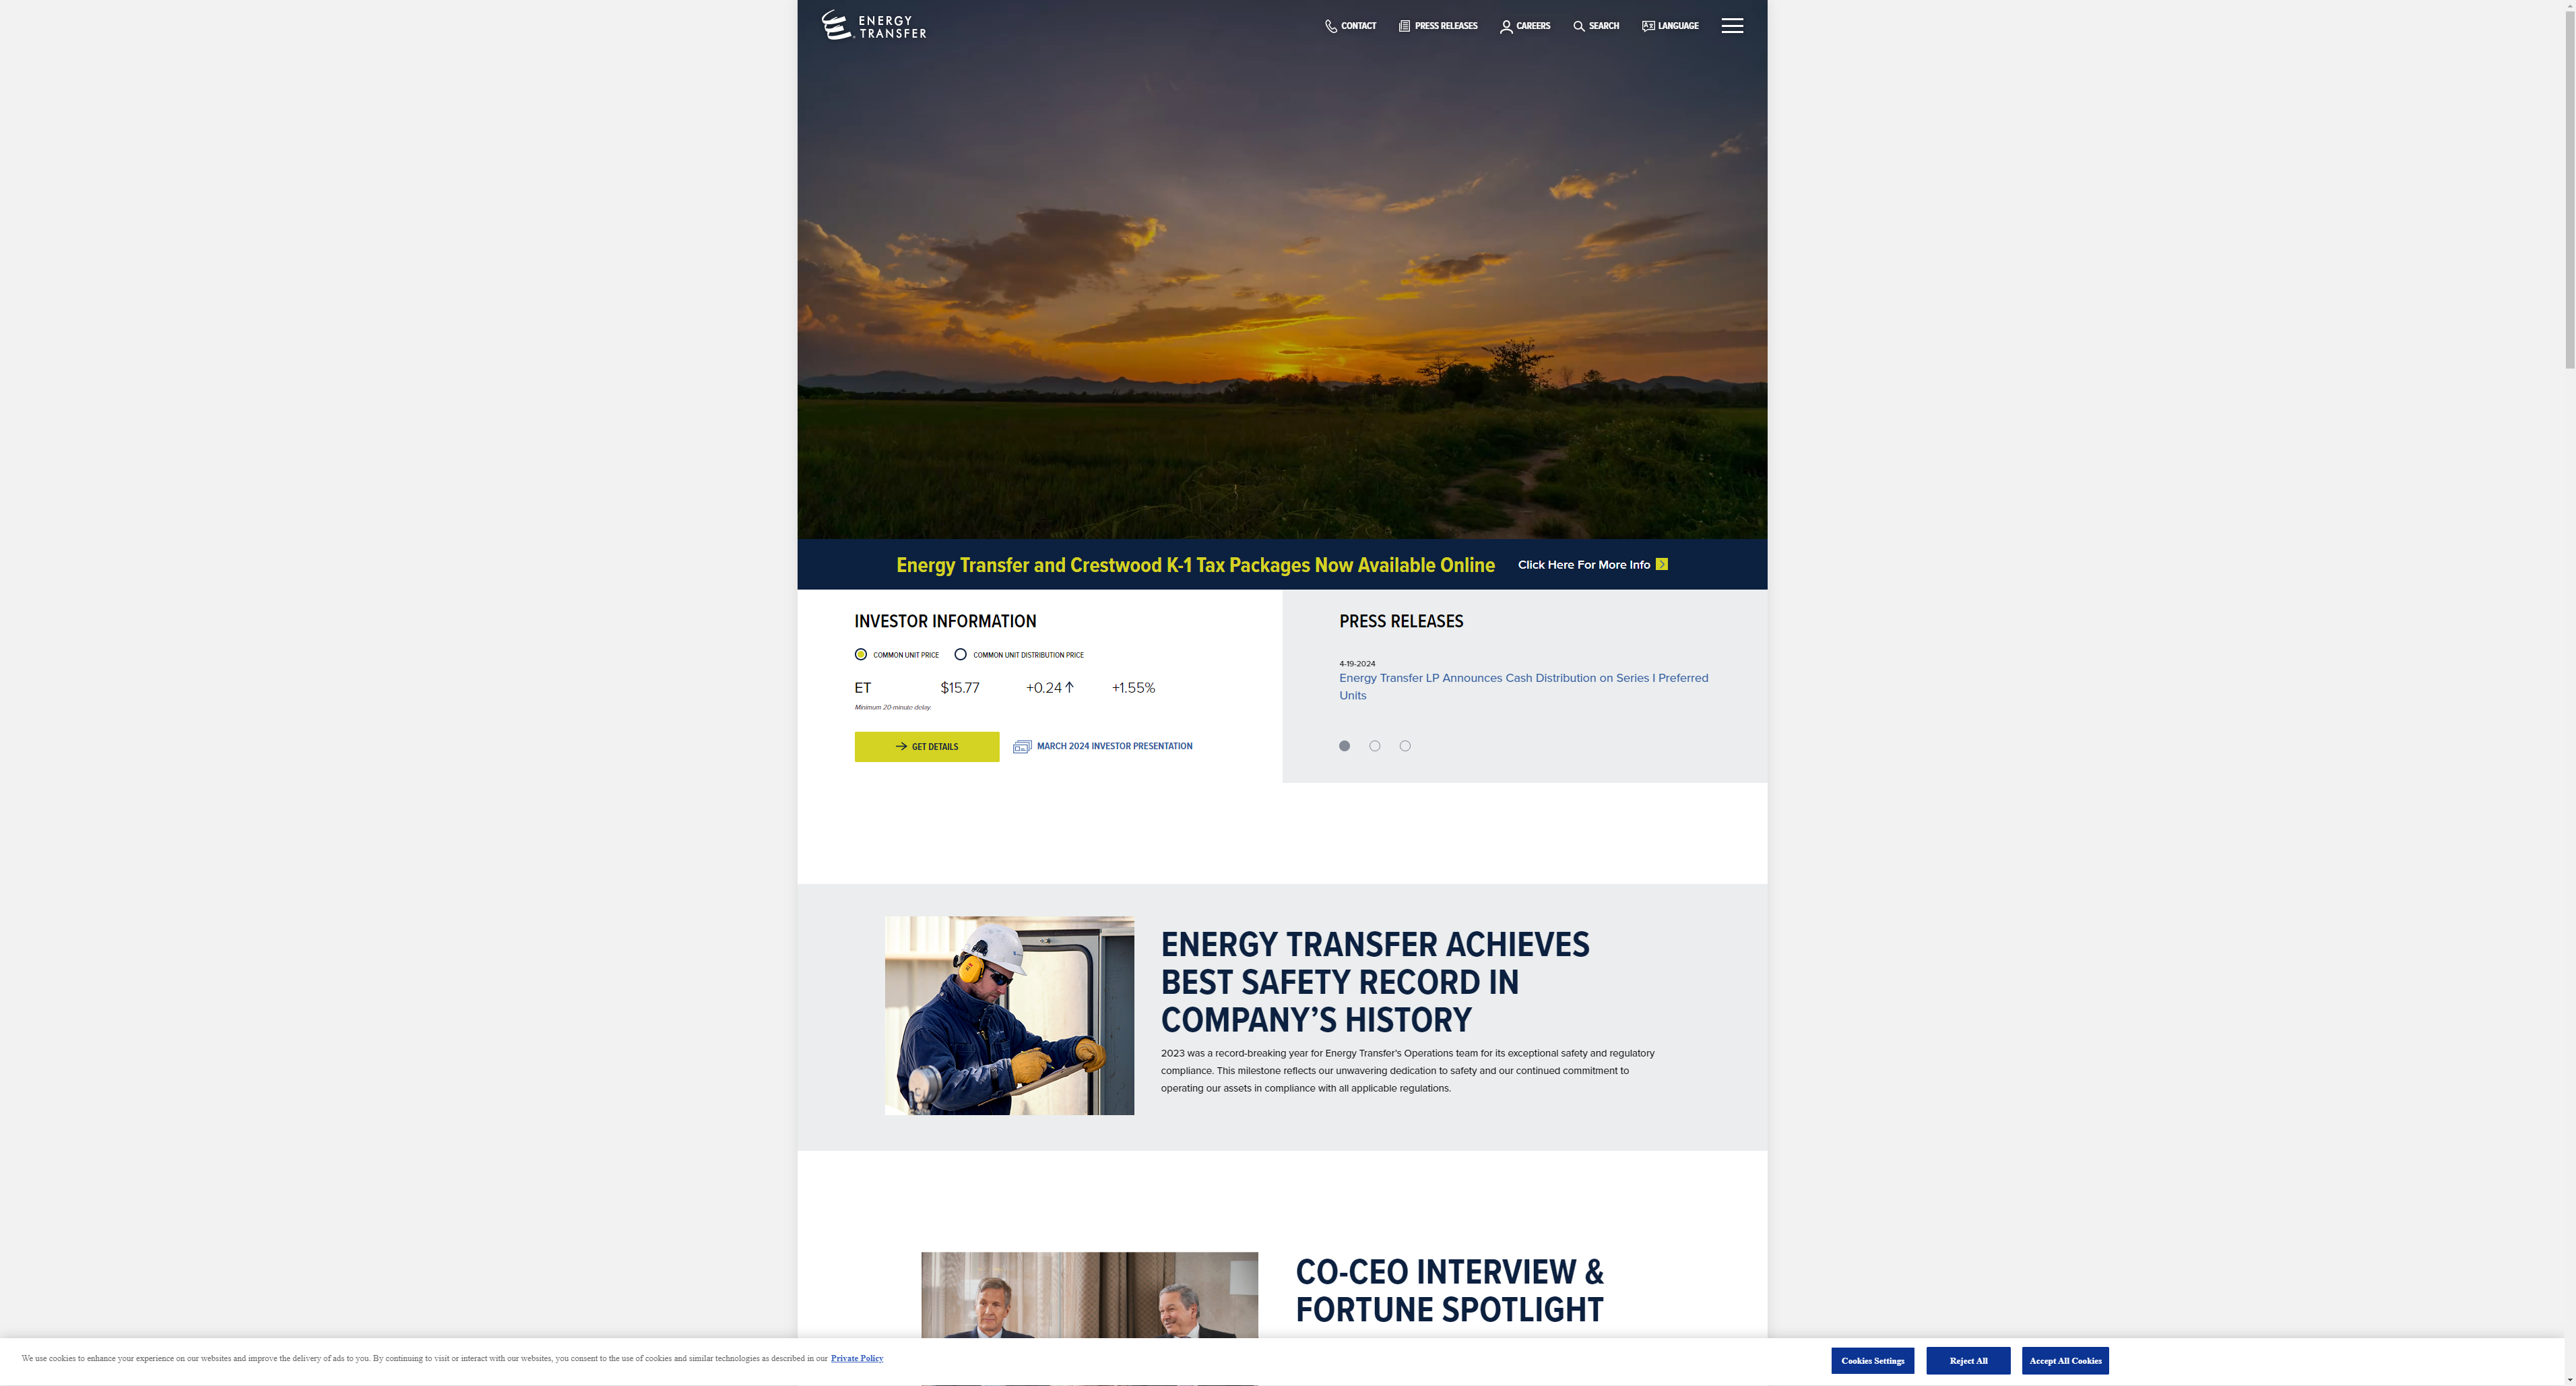 ENERGY
TRANSFER
CONTACT
PRESS RELEASES
CAREERS
SEARCH
LANGUAGE
Energy Transfer and Crestwood K-1 Tax Packages Now Available Online
Click Here For More Info
INVESTOR INFORMATION
COMMON UNIT PRICE
COMMON UNIT DISTRIBUTION PRICE
ET $15.77 +0.24 +1.55%
Minimum 20-minute delay.
GET DETAILS
MARCH 2024 INVESTOR PRESENTATION
PRESS RELEASES
4-19-2024
Energy Transfer LP Announces Cash Distribution on Series I Preferred
Units
ENERGY TRANSFER ACHIEVES
BEST SAFETY RECORD IN
COMPANY’S HISTORY
2023 was a record-breaking year for Energy Transfer's Operations team for its exceptional safety and regulatory
compliance. This milestone reflects our unwavering dedication to safety and our continued commitment to
operating our assets in compliance with all applicable regulations.
CO-CEO INTERVIEW &
FORTUNE SPOTLIGHT
We use cookies to enhance your experience on our websites and improve the delivery of ads to you. By continuing to visit or interact with our websites, you consent to the use of cookies and similar technologies as described in our Private Policy
Cookies Settings
Reject All
Accept All Cookies